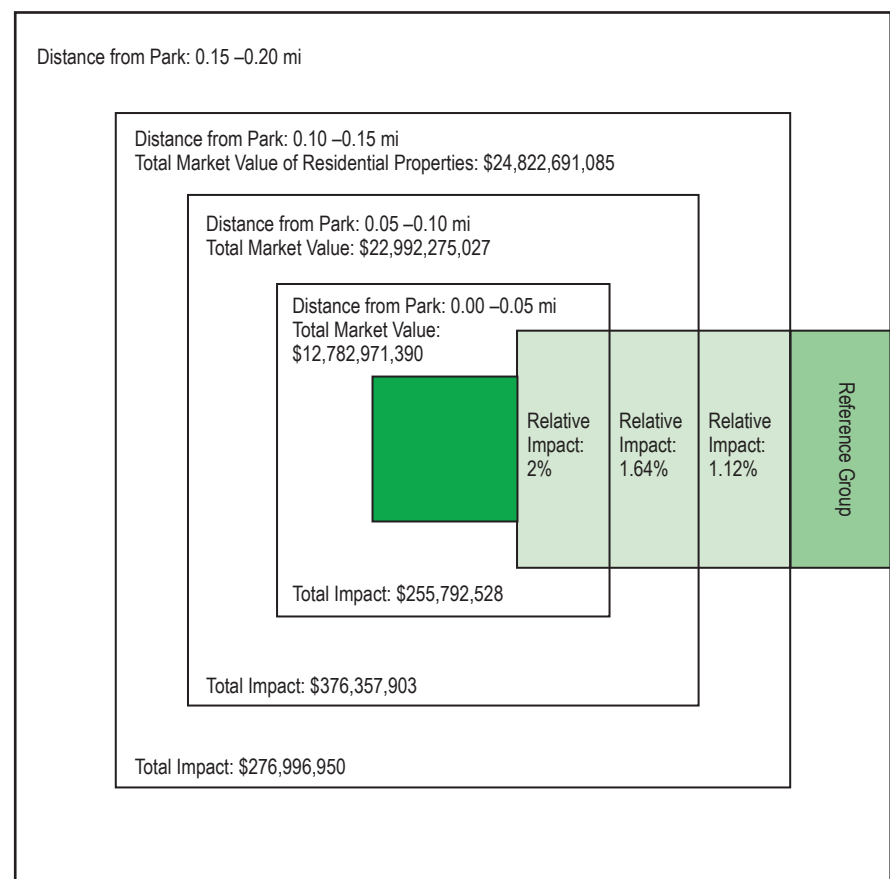 Distance from Park: 0.15 –0.20 mi
Distance from Park: 0.10 –0.15 mi
Total Market Value of Residential Properties: $24,822,691,085
Distance from Park: 0.05 –0.10 mi
Total Market Value: $22,992,275,027
Distance from Park: 0.00 –0.05 mi
Total Market Value:
$12,782,971,390
Relative
Impact:
2%
Relative
Impact:
1.64%
Relative
Impact:
1.12%
Reference Group
Total Impact: $255,792,528
Total Impact: $376,357,903
Total Impact: $276,996,950